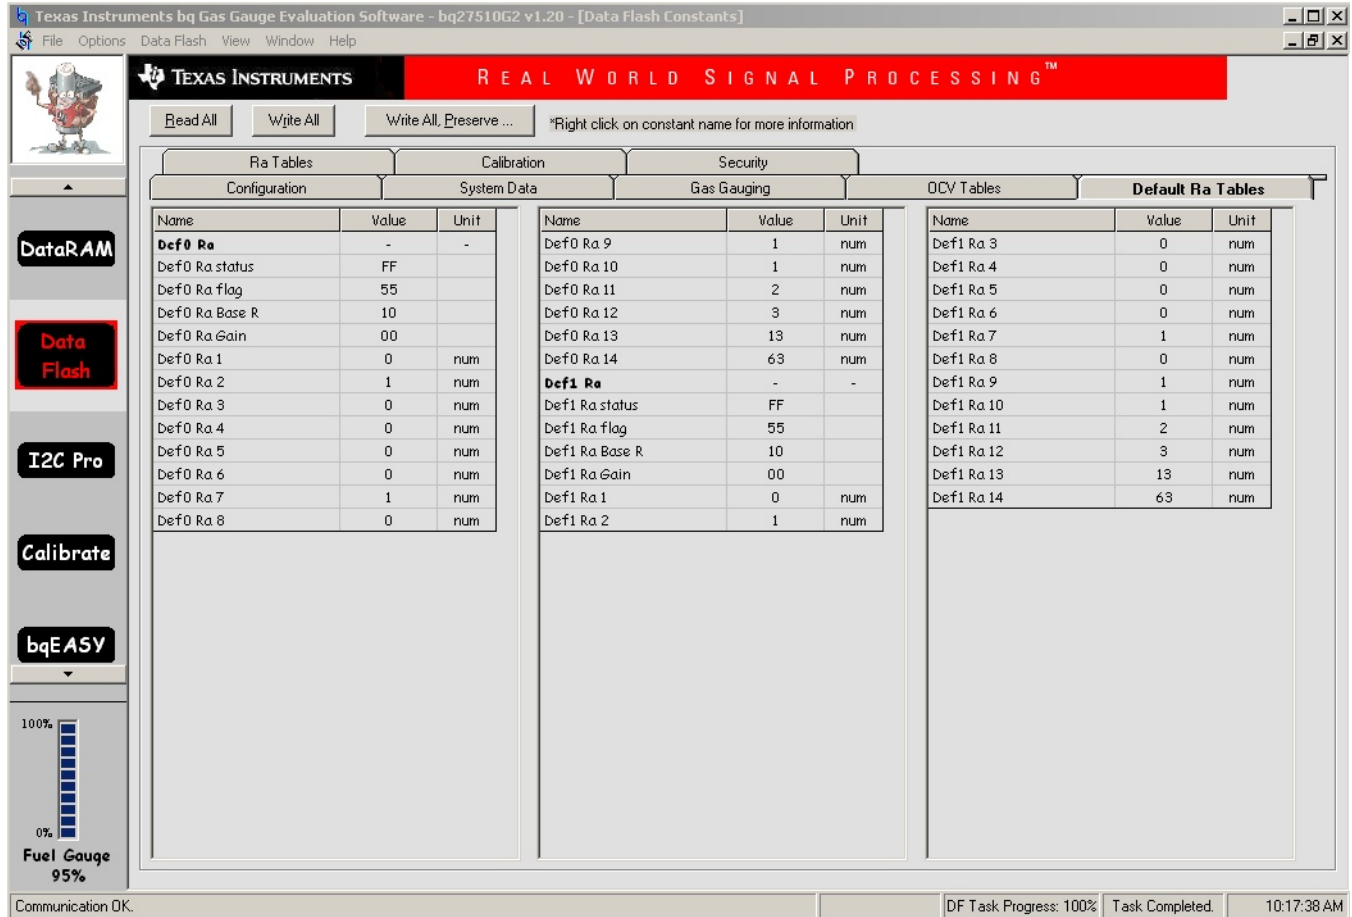 Texas Instruments bq Gas Gauge Evaluation Software - bq27510G2 v1.20 - [Data Flash Constants]
File Options Data Flash View Window Help
TEXAS INSTRUMENTS REAL WORLD SIGNAL PROCESSING™
Read All Write All Write All, Preserve ... *Right click on constant name for more information
Ra Tables Calibration Security
Configuration System Data Gas Gauging OCV Tables Default Ra Tables
DataRAM
Data
Flash
I2C Pro
Calibrate
bqEASY
100%
0%
Fuel Gauge
95%
Name Value Unit
Def0 Ra - -
Def0 Ra status FF
Def0 Ra flag 55
Def0 Ra Base R 10
Def0 Ra Gain 00
Def0 Ra 1 0 num
Def0 Ra 2 1 num
Def0 Ra 3 0 num
Def0 Ra 4 0 num
Def0 Ra 5 0 num
Def0 Ra 6 0 num
Def0 Ra 7 1 num
Def0 Ra 8 0 num
Name Value Unit
Def0 Ra 9 1 num
Def0 Ra 10 1 num
Def0 Ra 11 2 num
Def0 Ra 12 3 num
Def0 Ra 13 13 num
Def0 Ra 14 63 num
Def1 Ra - -
Def1 Ra status FF
Def1 Ra flag 55
Def1 Ra Base R 10
Def1 Ra Gain 00
Def1 Ra 1 0 num
Def1 Ra 2 1 num
Name Value Unit
Def1 Ra 3 0 num
Def1 Ra 4 0 num
Def1 Ra 5 0 num
Def1 Ra 6 0 num
Def1 Ra 7 1 num
Def1 Ra 8 0 num
Def1 Ra 9 1 num
Def1 Ra 10 1 num
Def1 Ra 11 2 num
Def1 Ra 12 3 num
Def1 Ra 13 13 num
Def1 Ra 14 63 num
Communication OK. DF Task Progress: 100% Task Completed. 10:17:38 AM